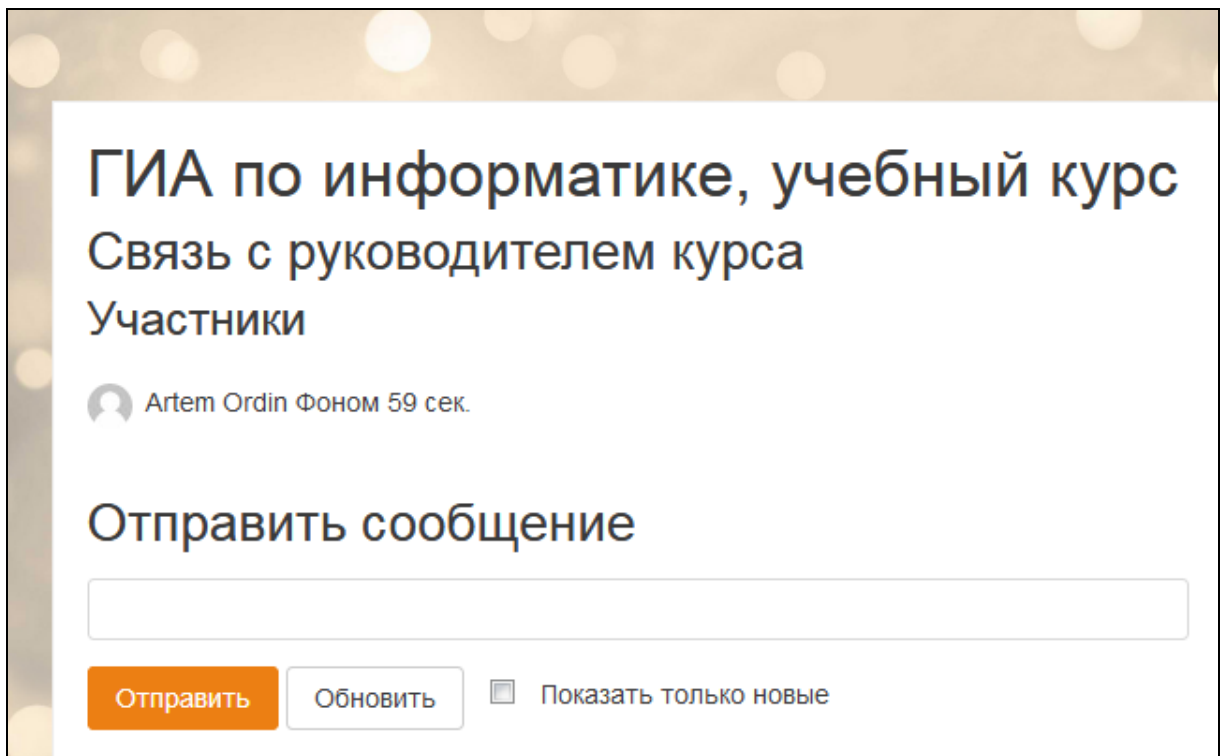 ГИА по информатике, учебный курс
Связь с руководителем курса
Участники
Artem Ordin Фоном 59 сек.
Отправить сообщение
Отправить Обновить Показать только новые